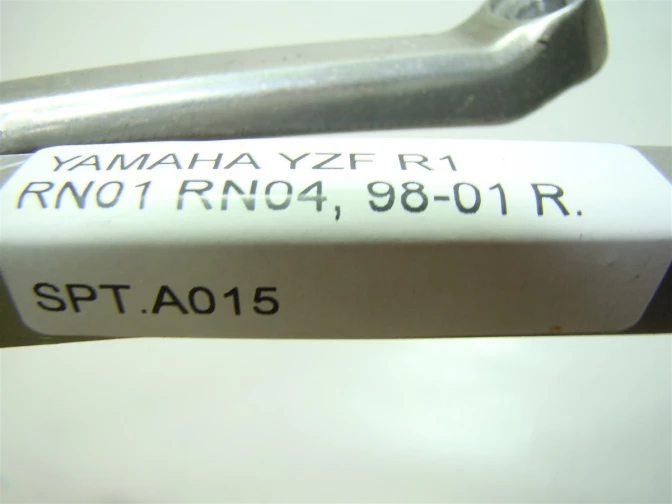 YAMAHA YZF R1
RN01 RN04, 98-01 R.
SPT.A015